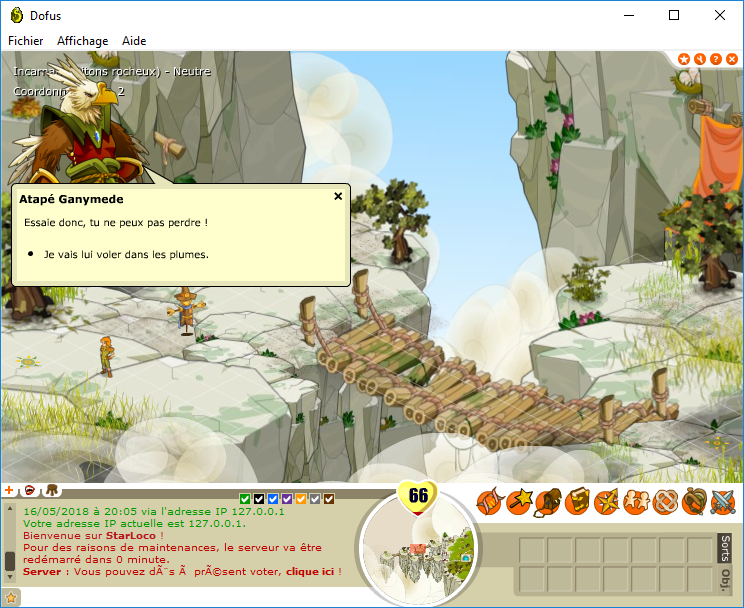 Dofus
Fichier Affichage Aide
rocheux) - Neutre
2
Atapé Ganymede
Essaie donc, tu ne peux pas perdre !
Je vais lui voler dans les plumes.
66
16/05/2018 à 20:05 via l'adresse IP 127.0.0.1
Votre adresse IP actuelle est 127.0.0.1.
Bienvenue sur StarLoco !
Pour des raisons de maintenances, le serveur va être
redémarré dans 0 minute.
Server : Vous pouvez dÃ¨s Ã  prÃ©sent voter, clique ici !
Sorts
Obj.